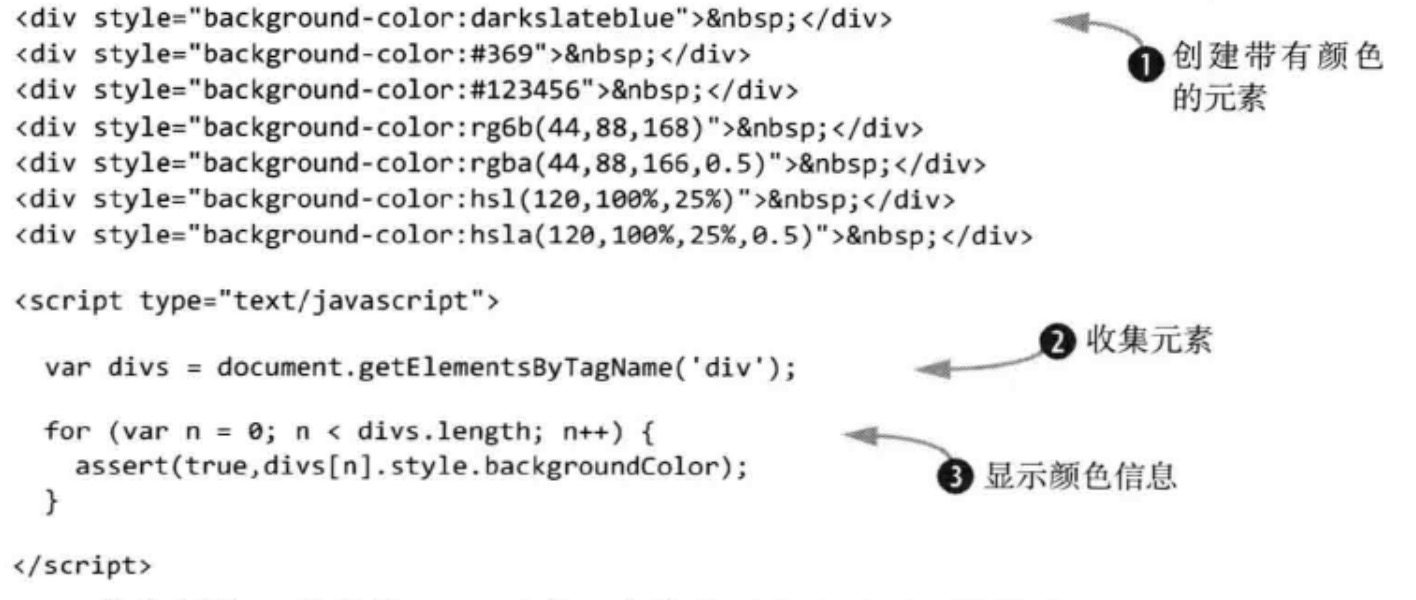 <div style="background-color:darkslateblue">&nbsp;</div>
❶ 创建带有颜色
的元素
<div style="background-color:#369">&nbsp;</div>
<div style="background-color:#123456">&nbsp;</div>
<div style="background-color:rg6b(44,88,168)">&nbsp;</div>
<div style="background-color:rgba(44,88,166,0.5)">&nbsp;</div>
<div style="background-color:hsl(120,100%,25%)">&nbsp;</div>
<div style="background-color:hsla(120,100%,25%,0.5)">&nbsp;</div>
<script type="text/javascript">
❷ 收集元素
var divs = document.getElementsByTagName('div');
for (var n = 0; n < divs.length; n++) {
assert(true,divs[n].style.backgroundColor);
❸ 显示颜色信息
}
</script>